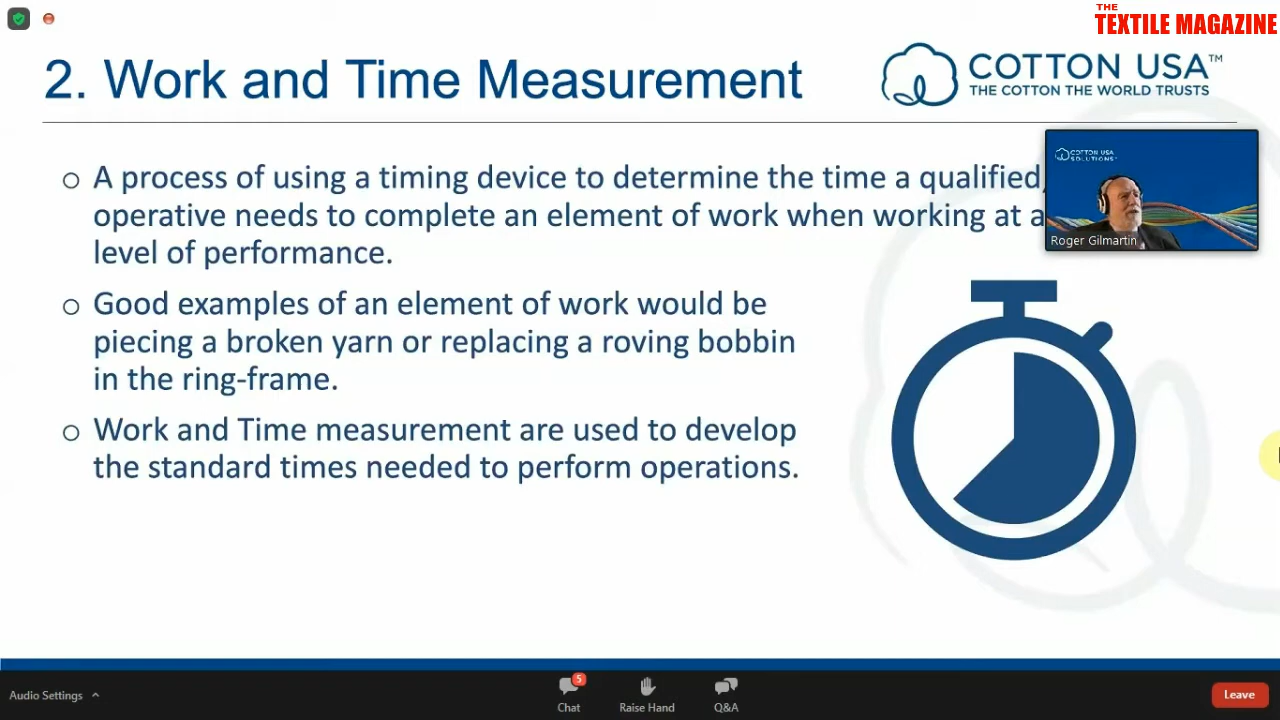 THE
TEXTILE MAGAZINE
2. Work and Time Measurement
COTTON USA™
THE COTTON THE WORLD TRUSTS
○ A process of using a timing device to determine the time a qualified,
operative needs to complete an element of work when working at a
level of performance.
COTTON USA
SOLUTIONS™
Roger Gilmartin
○ Good examples of an element of work would be
piecing a broken yarn or replacing a roving bobbin
in the ring-frame.
○ Work and Time measurement are used to develop
the standard times needed to perform operations.
Audio Settings
5
Chat
Raise Hand
Q&A
Leave